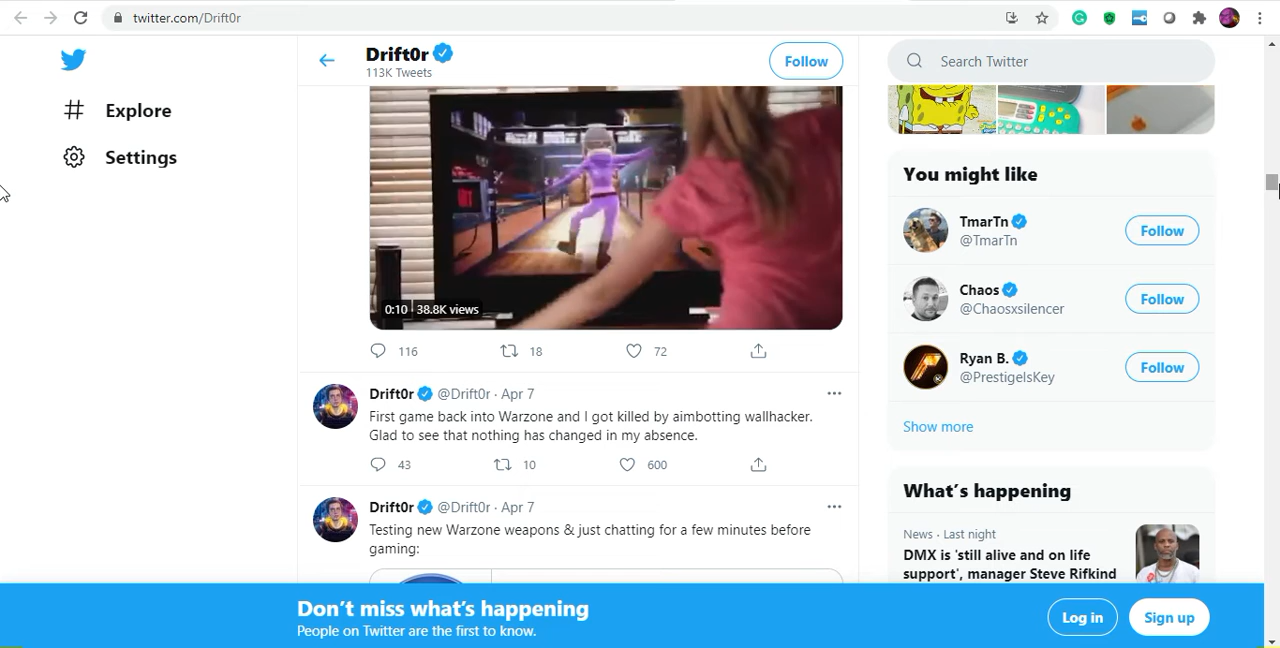 twitter.com/Drift0r
Explore
Settings
Drift0r
113K Tweets
Follow
0:10 38.8K views
116 18 72
Drift0r @Drift0r · Apr 7
First game back into Warzone and I got killed by aimbotting wallhacker.
Glad to see that nothing has changed in my absence.
43 10 600
Drift0r @Drift0r · Apr 7
Testing new Warzone weapons & just chatting for a few minutes before
gaming:
Search Twitter
You might like
TmarTn
@TmarTn
Follow
Chaos
@Chaosxsilencer
Follow
Ryan B.
@PrestigeIsKey
Follow
Show more
What's happening
News · Last night
DMX is 'still alive and on life
support', manager Steve Rifkind
Don't miss what's happening
People on Twitter are the first to know.
Log in
Sign up